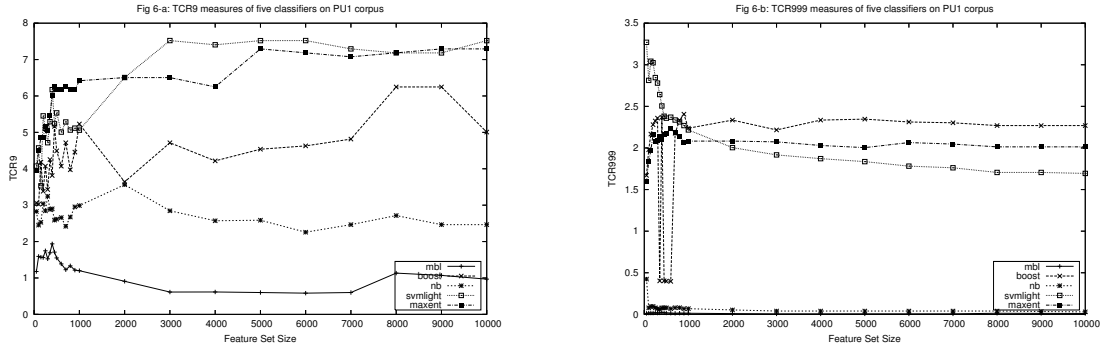 Fig 6-a: TCR9 measures of five classifiers on PU1 corpus
8
7
6
5
4
3
2
1
0
TCR9
0 1000 2000 3000 4000 5000 6000 7000 8000 9000 10000
Feature Set Size
mbl
boost
nb
svmlight
maxent
Fig 6-b: TCR999 measures of five classifiers on PU1 corpus
3.5
3
2.5
2
1.5
1
0.5
0
TCR999
0 1000 2000 3000 4000 5000 6000 7000 8000 9000 10000
Feature Set Size
mbl
boost
nb
svmlight
maxent